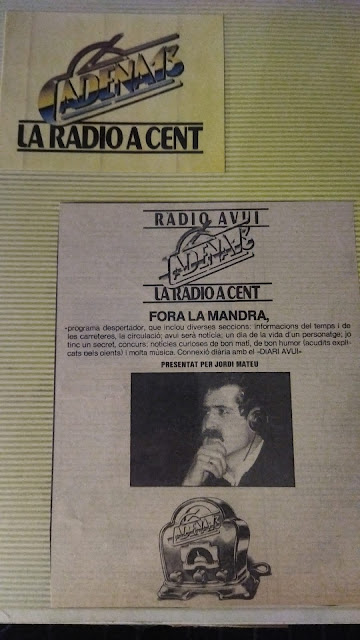 CADENA 13
LA RADIO A CENT
RADIO AVUI
CADENA 13
LA RADIO A CENT
FORA LA MANDRA,
«programa despertador, que inclou diverses seccions: informacions del temps i de
les carreteres, la circulació; avui serà notícia; un dia de la vida d'un personatge; jo
tinc un secret, concurs; notícies curioses de bon matí, de bon humor (acudits expli-
cats pels oients) i molta música. Connexió diària amb el «DIARI AVUI»
PRESENTAT PER JORDI MATEU
CADENA 13